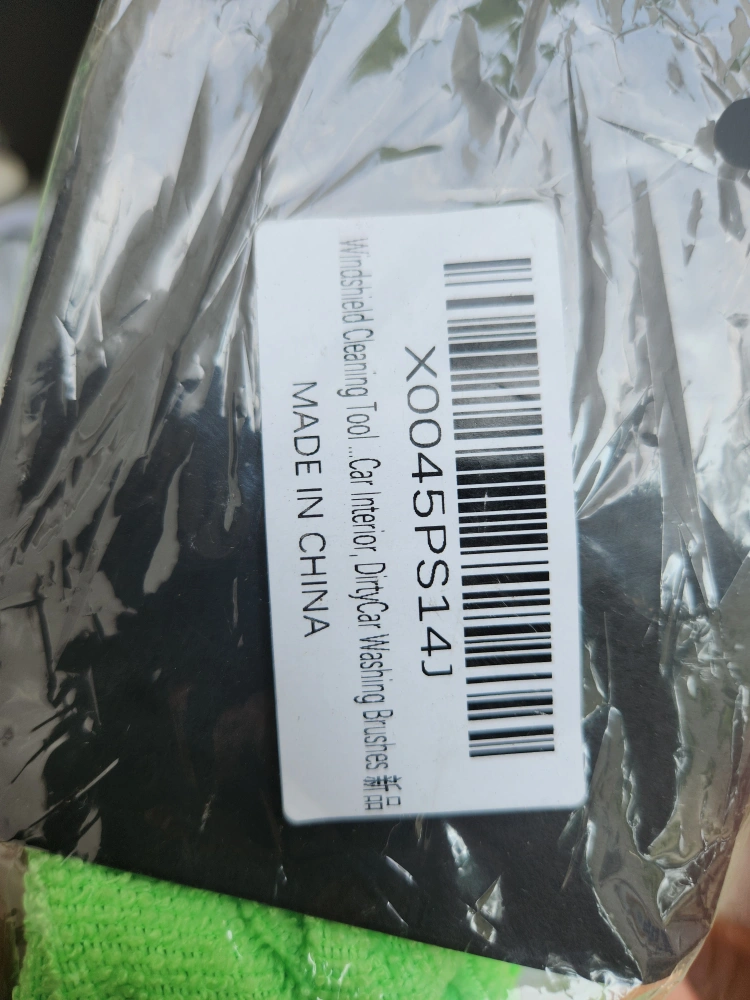 X0045PS14J
Windshield Cleaning Tool ...Car Interior, DirtyCar Washing Brushes 新品
MADE IN CHINA